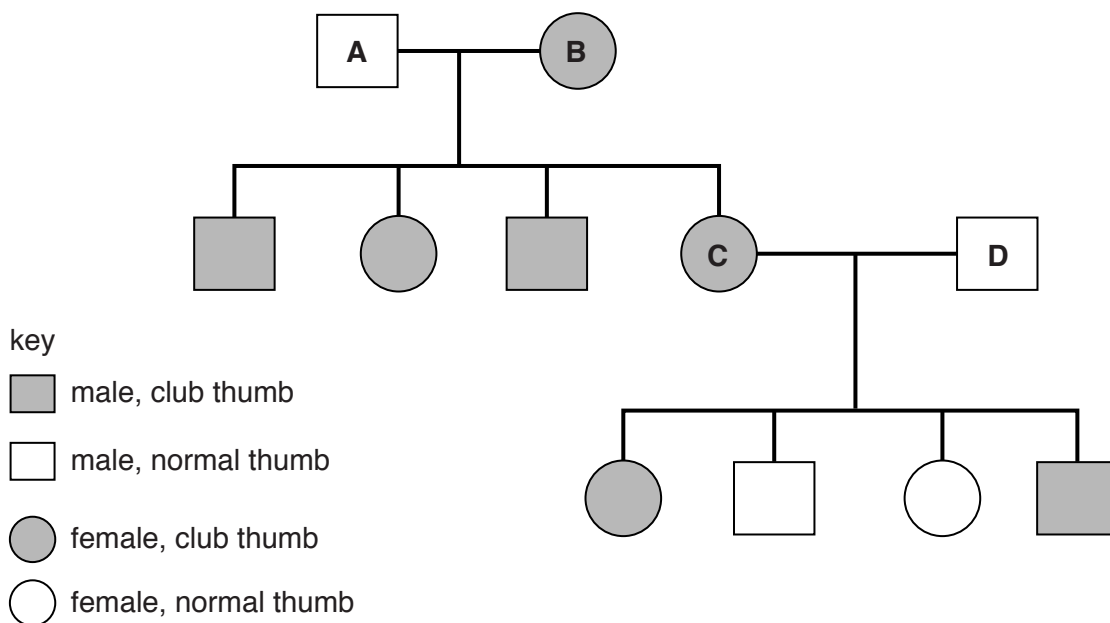 A
B
C
D
key
male, club thumb
male, normal thumb
female, club thumb
female, normal thumb